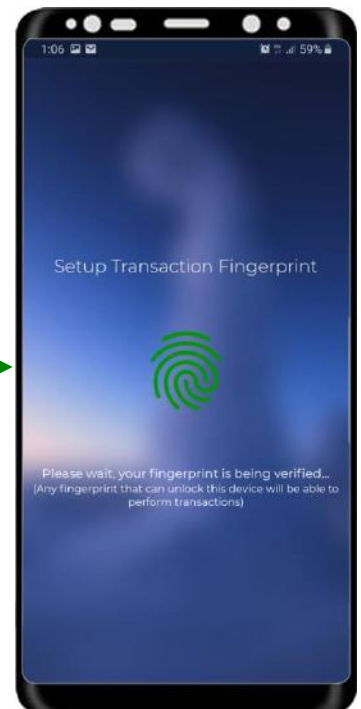 1:06 59%
Setup Transaction Fingerprint
Please wait, your fingerprint is being verified...
(Any fingerprint that can unlock this device will be able to
perform transactions)